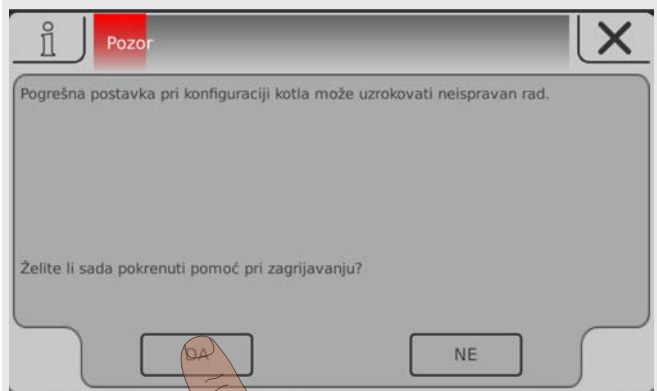 Pozor
Pogrešna postavka pri konfiguraciji kotla može uzrokovati neispravan rad.
Želite li sada pokrenuti pomoć pri zagrijavanju?
DA
NE